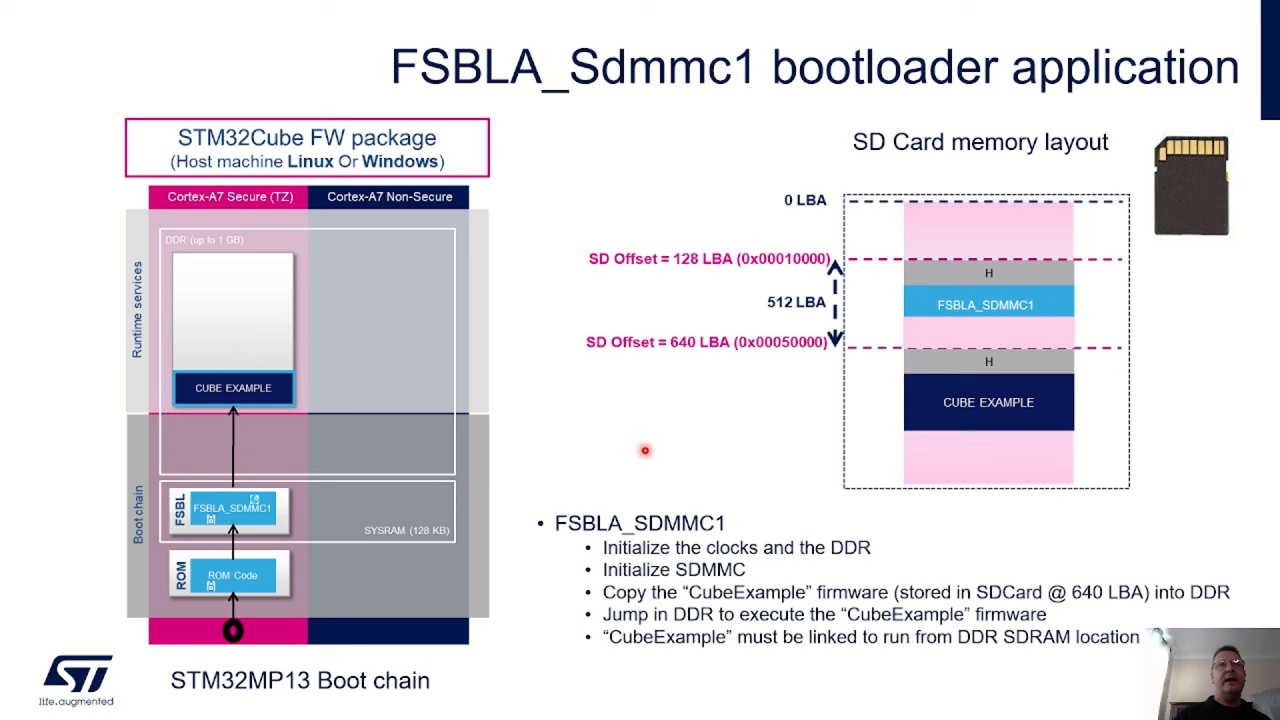 FSBLA_Sdmmc1 bootloader application
STM32Cube FW package
(Host machine Linux Or Windows)
Cortex-A7 Secure (TZ)
Cortex-A7 Non-Secure
DDR (up to 1 GB)
Runtime services
CUBE EXAMPLE
Boot chain
FSBL
FSBLA_SDMMC1
SYSRAM (128 KB)
ROM
ROM Code
STM32MP13 Boot chain
ST
life.augmented
SD Card memory layout
0 LBA
SD Offset = 128 LBA (0x00010000)
H
512 LBA
FSBLA_SDMMC1
SD Offset = 640 LBA (0x00050000)
H
CUBE EXAMPLE
• FSBLA_SDMMC1
• Initialize the clocks and the DDR
• Initialize SDMMC
• Copy the “CubeExample” firmware (stored in SDCard @ 640 LBA) into DDR
• Jump in DDR to execute the “CubeExample” firmware
• “CubeExample” must be linked to run from DDR SDRAM location